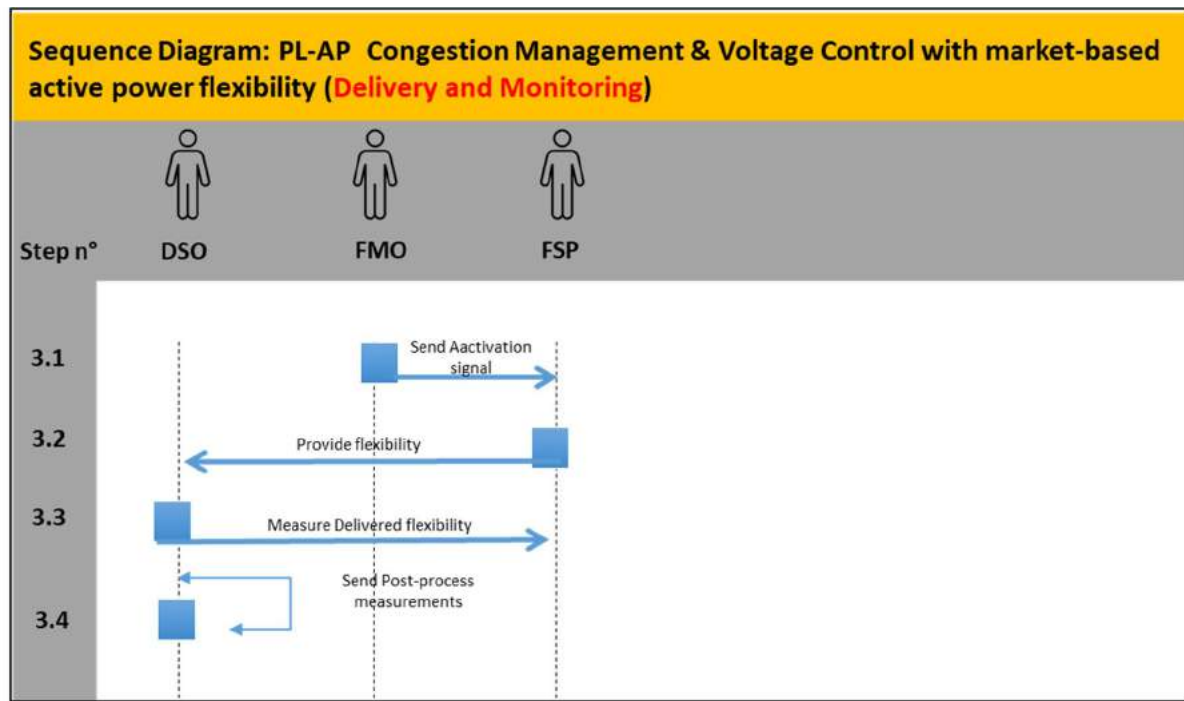 Sequence Diagram: PL-AP Congestion Management & Voltage Control with market-based
active power flexibility (Delivery and Monitoring)
Step n° DSO FMO FSP
3.1
Send Aactivation
signal
3.2
Provide flexibility
3.3
Measure Delivered flexibility
3.4
Send Post-process
measurements